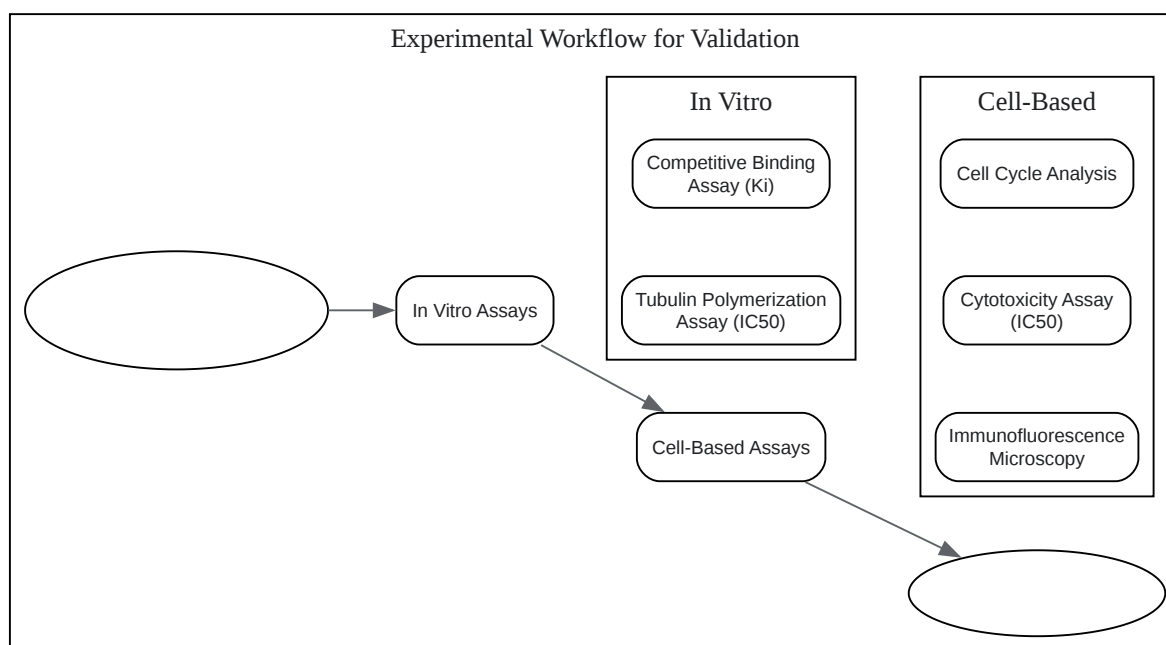 Experimental Workflow for Validation
In Vitro
Competitive Binding
Assay (Ki)
Tubulin Polymerization
Assay (IC50)
Cell-Based
Cell Cycle Analysis
Cytotoxicity Assay
(IC50)
Immunofluorescence
Microscopy
In Vitro Assays
Cell-Based Assays